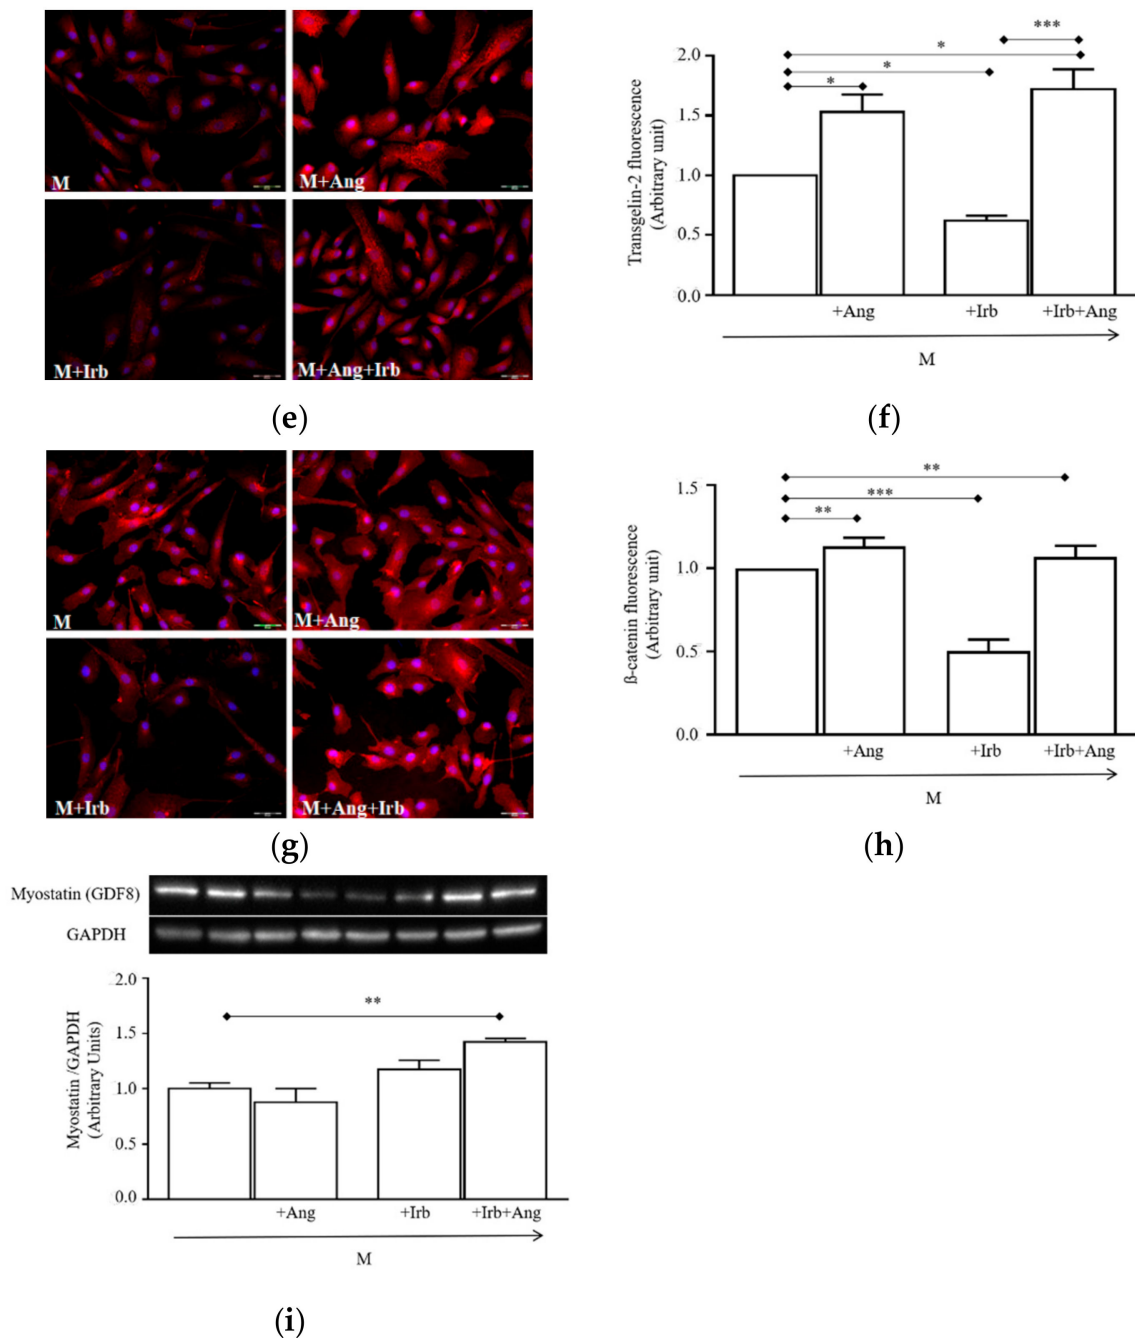 M
M+Ang
M+Irb
M+Ang+Irb
(e)
Transgelin-2 fluorescence
(Arbitrary unit)
2.0
1.5
1.0
0.5
0.0
*
*
*
***
+Ang
+Irb
+Irb+Ang
M
(f)
M
M+Ang
M+Irb
M+Ang+Irb
(g)
ß-catenin fluorescence
(Arbitrary unit)
1.5
1.0
0.5
0.0
**
***
**
+Ang
+Irb
+Irb+Ang
M
(h)
Myostatin (GDF8)
GAPDH
Myostatin /GAPDH
(Arbitrary Units)
2.0
1.5
1.0
0.5
0.0
**
+Ang
+Irb
+Irb+Ang
M
(i)